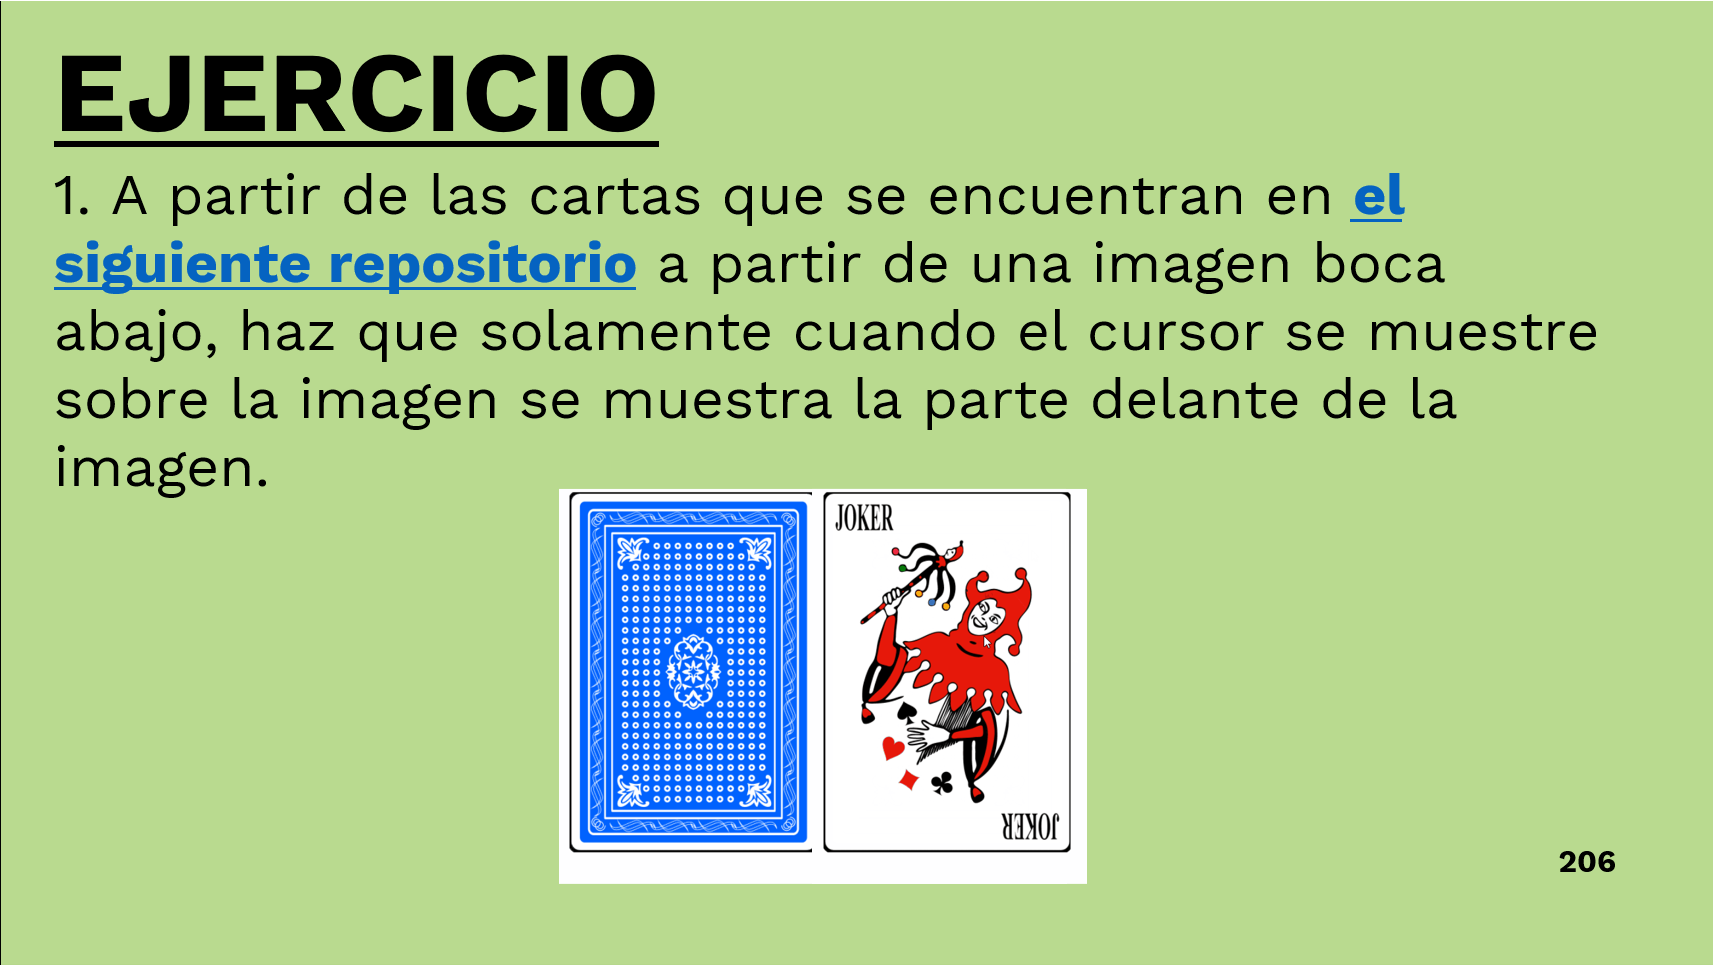 EJERCICIO
1. A partir de las cartas que se encuentran en el
siguiente repositorio a partir de una imagen boca
abajo, haz que solamente cuando el cursor se muestre
sobre la imagen se muestra la parte delante de la
imagen.
JOKER
JOKER
206